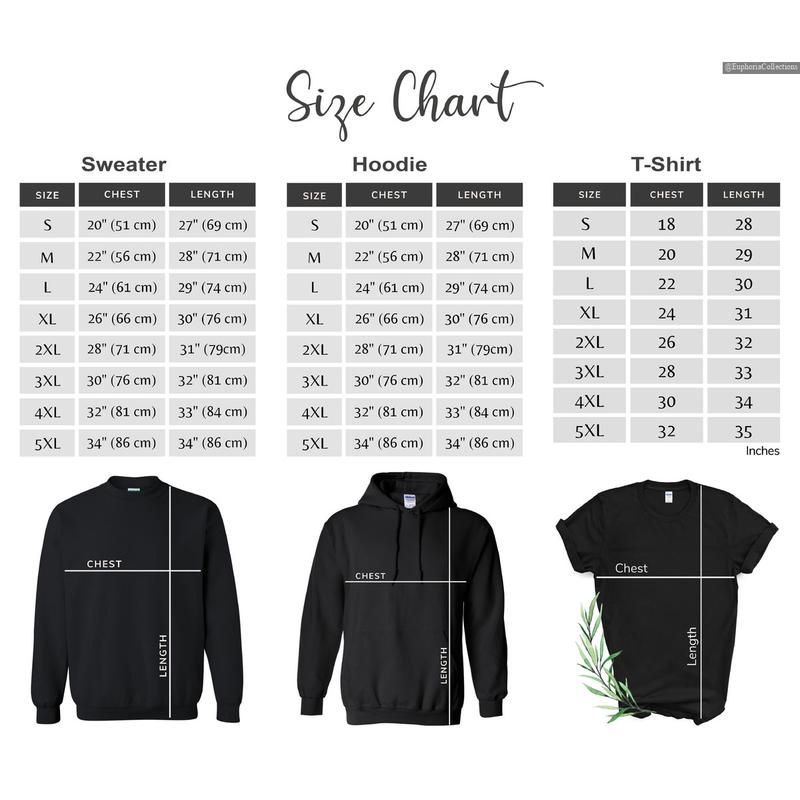 @EuphoriaCollections
Size Chart
Sweater
SIZE CHEST LENGTH
S 20" (51 cm) 27" (69 cm)
M 22" (56 cm) 28" (71 cm)
L 24" (61 cm) 29" (74 cm)
XL 26" (66 cm) 30" (76 cm)
2XL 28" (71 cm) 31" (79cm)
3XL 30" (76 cm) 32" (81 cm)
4XL 32" (81 cm) 33" (84 cm)
5XL 34" (86 cm) 34" (86 cm)
Hoodie
SIZE CHEST LENGTH
S 20" (51 cm) 27" (69 cm)
M 22" (56 cm) 28" (71 cm)
L 24" (61 cm) 29" (74 cm)
XL 26" (66 cm) 30" (76 cm)
2XL 28" (71 cm) 31" (79cm)
3XL 30" (76 cm) 32" (81 cm)
4XL 32" (81 cm) 33" (84 cm)
5XL 34" (86 cm) 34" (86 cm)
T-Shirt
SIZE CHEST LENGTH
S 18 28
M 20 29
L 22 30
XL 24 31
2XL 26 32
3XL 28 33
4XL 30 34
5XL 32 35
Inches
CHEST
LENGTH
CHEST
LENGTH
Chest
Length